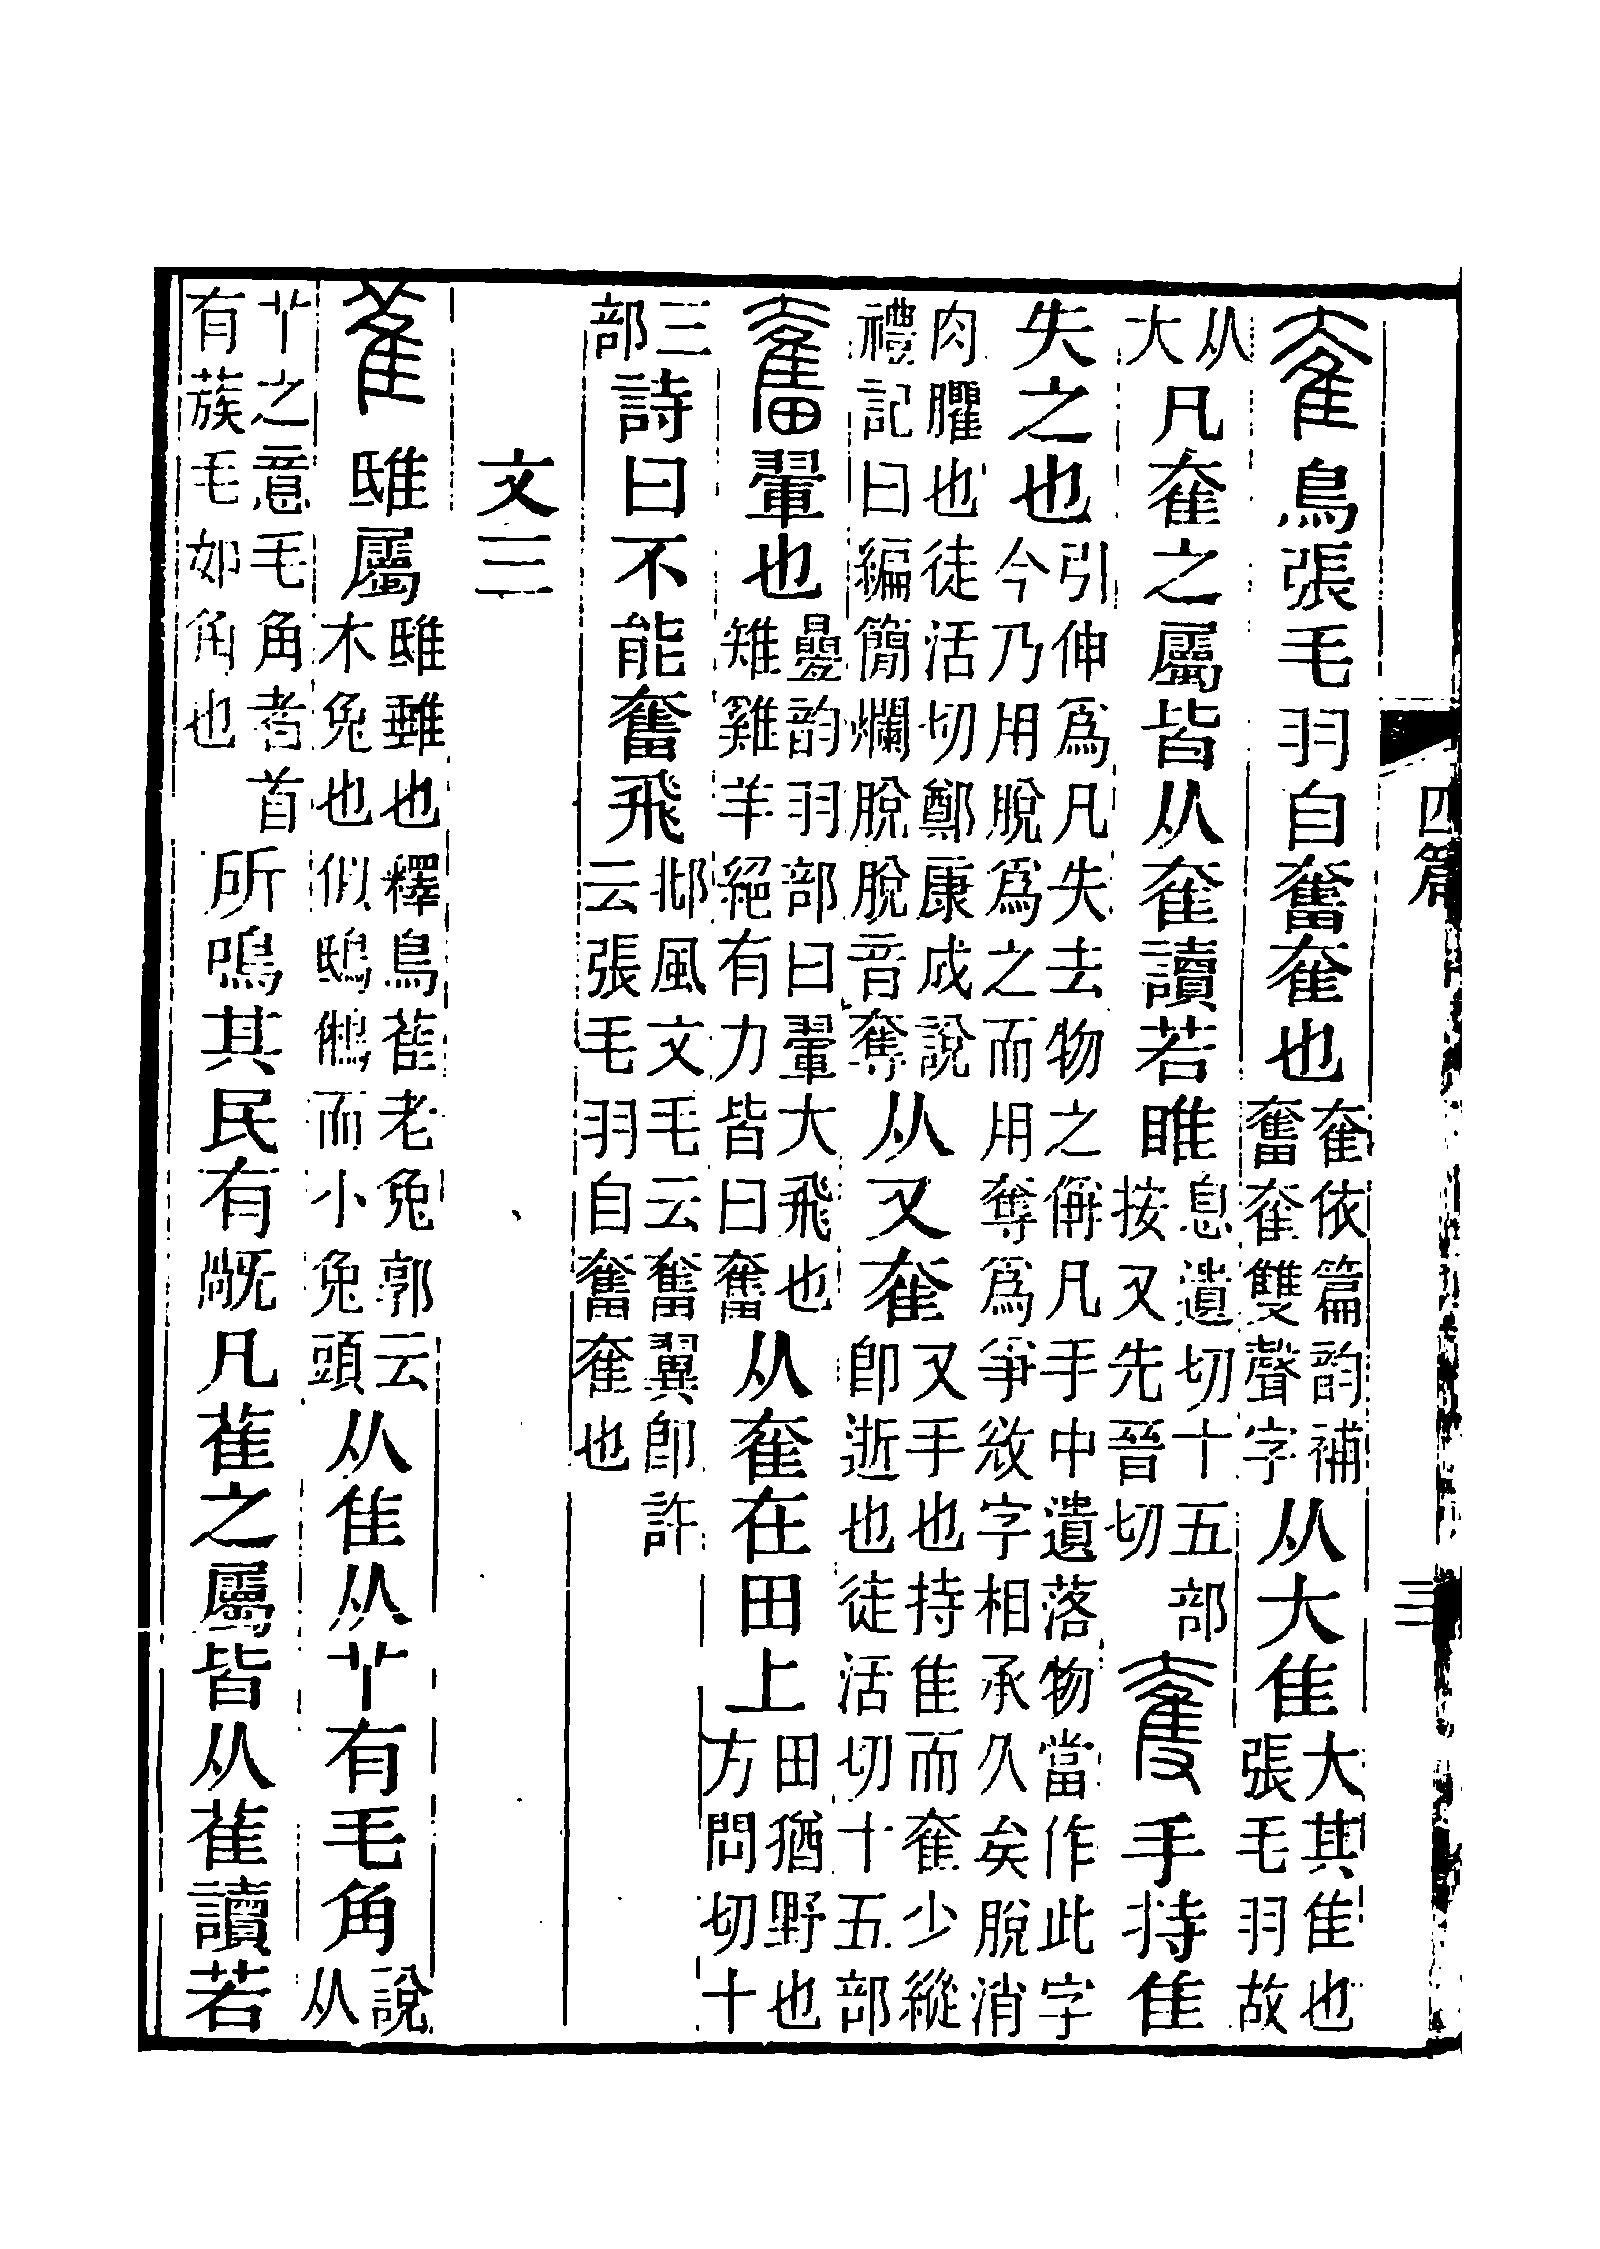 奞鳥張毛羽自奮奞也奞依篇韵補奮奞雙聲字从大隹大其隹也張毛羽故
从大凡奞之屬皆从奞讀若睢息遺切十五部按又先晉切奪手持隹
失之也引伸爲凡失去物之偁凡手中遺落物當作此字今乃用脫爲之而用奪爲爭敓字相承久矣脫消
肉臞也徒活切鄭康成說禮記曰編簡爛脫脫音奪从又奞又手也持隹而奞少縱卽逝也徒活切十五部
奮翬也㬪韵羽部曰翬大飛也雉雞羊絕有力皆曰奮从奞在田上田猶野也方問切十
三部詩曰不能奮飛邶風文毛云奮翼卽許云張毛羽自奮奞也
文三
雈䧑屬䧑䧴也釋鳥雈老兔郭云木兔也似鴟鵂而小兔頭从隹从𦫳有毛角說从
𦫳之意毛角者首有蔟毛如角也所鳴其民有旤凡雈之屬皆从雈讀若
四篇
三